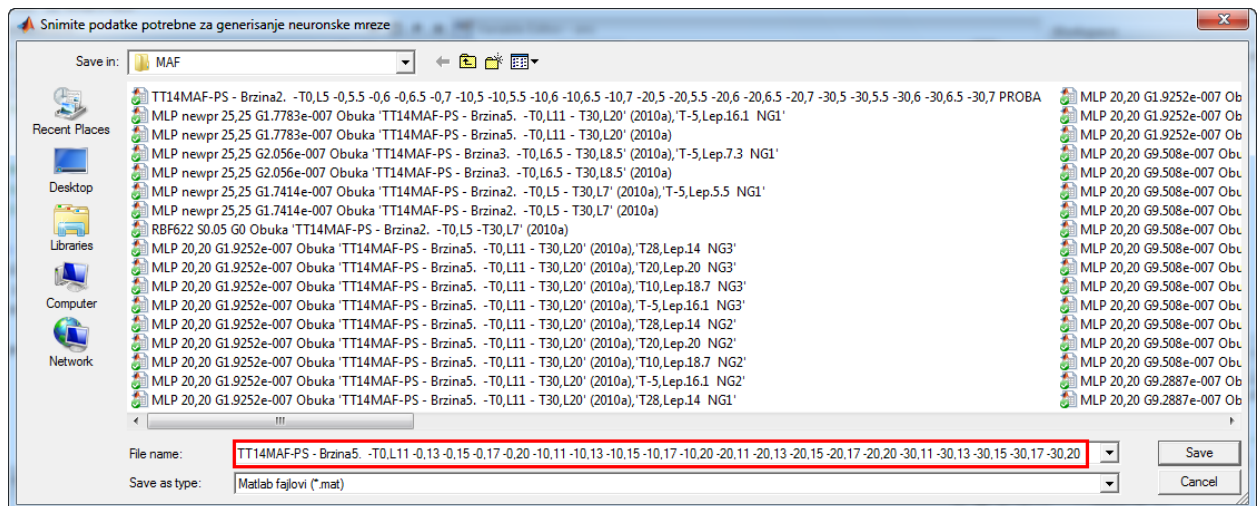 Snimite podatke potrebne za generisanje neuronske mreze
Save in: MAF
Recent Places
Desktop
Libraries
Computer
Network
TT14MAF-PS - Brzina2. -T0,L5 -0,5.5 -0,6 -0,6.5 -0,7 -10,5 -10,5.5 -10,6 -10,6.5 -10,7 -20,5 -20,5.5 -20,6 -20,6.5 -20,7 -30,5 -30,5.5 -30,6 -30,6.5 -30,7 PROBA
MLP newpr 25,25 G1.7783e-007 Obuka 'TT14MAF-PS - Brzina5. -T0,L11 - T30,L20' (2010a),'T-5,Lep.16.1 NG1'
MLP newpr 25,25 G1.7783e-007 Obuka 'TT14MAF-PS - Brzina5. -T0,L11 - T30,L20' (2010a)
MLP newpr 25,25 G2.056e-007 Obuka 'TT14MAF-PS - Brzina3. -T0,L6.5 - T30,L8.5' (2010a),'T-5,Lep.7.3 NG1'
MLP newpr 25,25 G2.056e-007 Obuka 'TT14MAF-PS - Brzina3. -T0,L6.5 - T30,L8.5' (2010a)
MLP newpr 25,25 G1.7414e-007 Obuka 'TT14MAF-PS - Brzina2. -T0,L5 - T30,L7' (2010a),'T-5,Lep.5.5 NG1'
MLP newpr 25,25 G1.7414e-007 Obuka 'TT14MAF-PS - Brzina2. -T0,L5 - T30,L7' (2010a)
RBF622 S0.05 G0 Obuka 'TT14MAF-PS - Brzina2. -T0,L5 -T30,L7' (2010a)
MLP 20,20 G1.9252e-007 Obuka 'TT14MAF-PS - Brzina5. -T0,L11 - T30,L20' (2010a),'T28,Lep.14 NG3'
MLP 20,20 G1.9252e-007 Obuka 'TT14MAF-PS - Brzina5. -T0,L11 - T30,L20' (2010a),'T20,Lep.20 NG3'
MLP 20,20 G1.9252e-007 Obuka 'TT14MAF-PS - Brzina5. -T0,L11 - T30,L20' (2010a),'T10,Lep.18.7 NG3'
MLP 20,20 G1.9252e-007 Obuka 'TT14MAF-PS - Brzina5. -T0,L11 - T30,L20' (2010a),'T-5,Lep.16.1 NG3'
MLP 20,20 G1.9252e-007 Obuka 'TT14MAF-PS - Brzina5. -T0,L11 - T30,L20' (2010a),'T28,Lep.14 NG2'
MLP 20,20 G1.9252e-007 Obuka 'TT14MAF-PS - Brzina5. -T0,L11 - T30,L20' (2010a),'T20,Lep.20 NG2'
MLP 20,20 G1.9252e-007 Obuka 'TT14MAF-PS - Brzina5. -T0,L11 - T30,L20' (2010a),'T10,Lep.18.7 NG2'
MLP 20,20 G1.9252e-007 Obuka 'TT14MAF-PS - Brzina5. -T0,L11 - T30,L20' (2010a),'T-5,Lep.16.1 NG2'
MLP 20,20 G1.9252e-007 Obuka 'TT14MAF-PS - Brzina5. -T0,L11 - T30,L20' (2010a),'T28,Lep.14 NG1'
MLP 20,20 G1.9252e-007 Ob
MLP 20,20 G1.9252e-007 Ob
MLP 20,20 G1.9252e-007 Ob
MLP 20,20 G9.508e-007 Obu
MLP 20,20 G9.508e-007 Obu
MLP 20,20 G9.508e-007 Obu
MLP 20,20 G9.508e-007 Obu
MLP 20,20 G9.508e-007 Obu
MLP 20,20 G9.508e-007 Obu
MLP 20,20 G9.508e-007 Obu
MLP 20,20 G9.508e-007 Obu
MLP 20,20 G9.508e-007 Obu
MLP 20,20 G9.508e-007 Obu
MLP 20,20 G9.508e-007 Obu
MLP 20,20 G9.508e-007 Obu
MLP 20,20 G9.2887e-007 Ob
MLP 20,20 G9.2887e-007 Ob
File name: TT14MAF-PS - Brzina5. -T0,L11 -0,13 -0,15 -0,17 -0,20 -10,11 -10,13 -10,15 -10,17 -10,20 -20,11 -20,13 -20,15 -20,17 -20,20 -30,11 -30,13 -30,15 -30,17 -30,20
Save
Save as type: Matlab fajlovi (*.mat)
Cancel